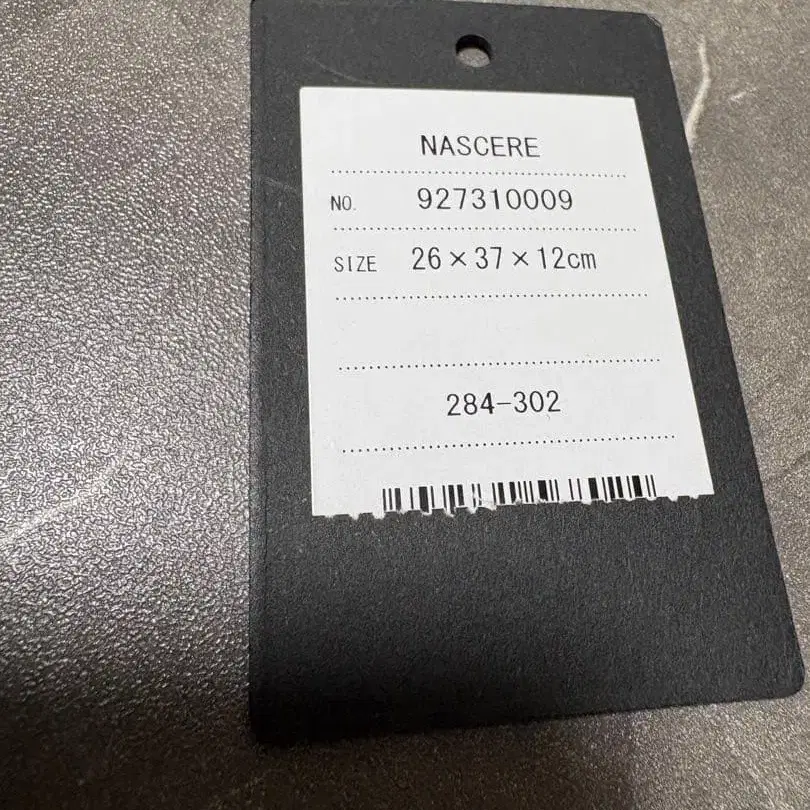 NASCERE
NO. 927310009
SIZE 26×37×12cm
284-302